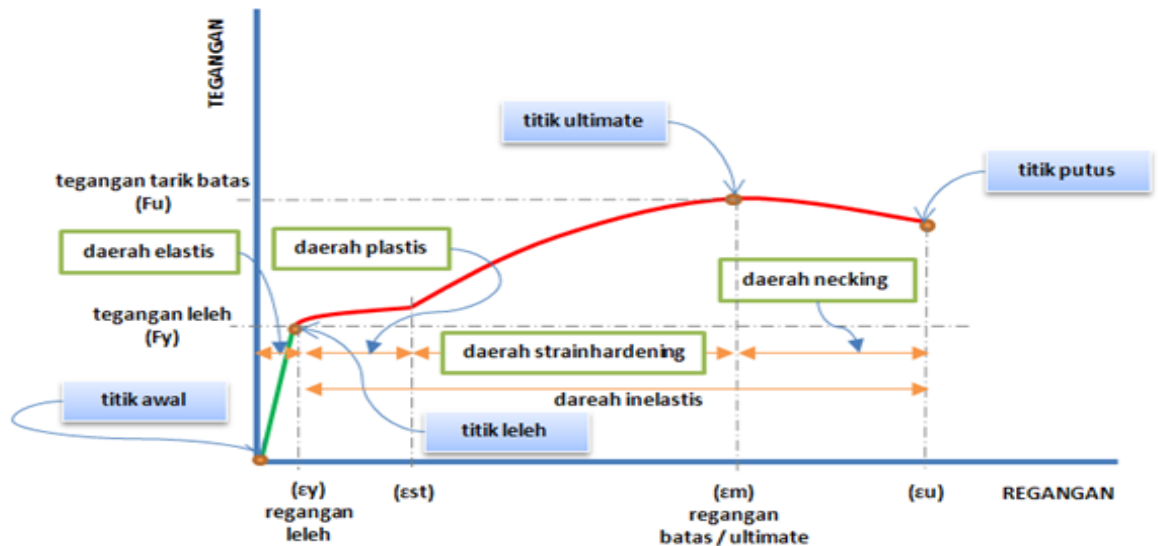 TEGANGAN
titik ultimate
titik putus
tegangan tarik batas
(Fu)
daerah elastis
daerah plastis
daerah necking
tegangan leleh
(Fy)
daerah strainhardening
titik awal
dareah inelastis
titik leleh
(εy)
regangan
leleh
(εst)
(εm)
regangan
batas / ultimate
(εu)
REGANGAN